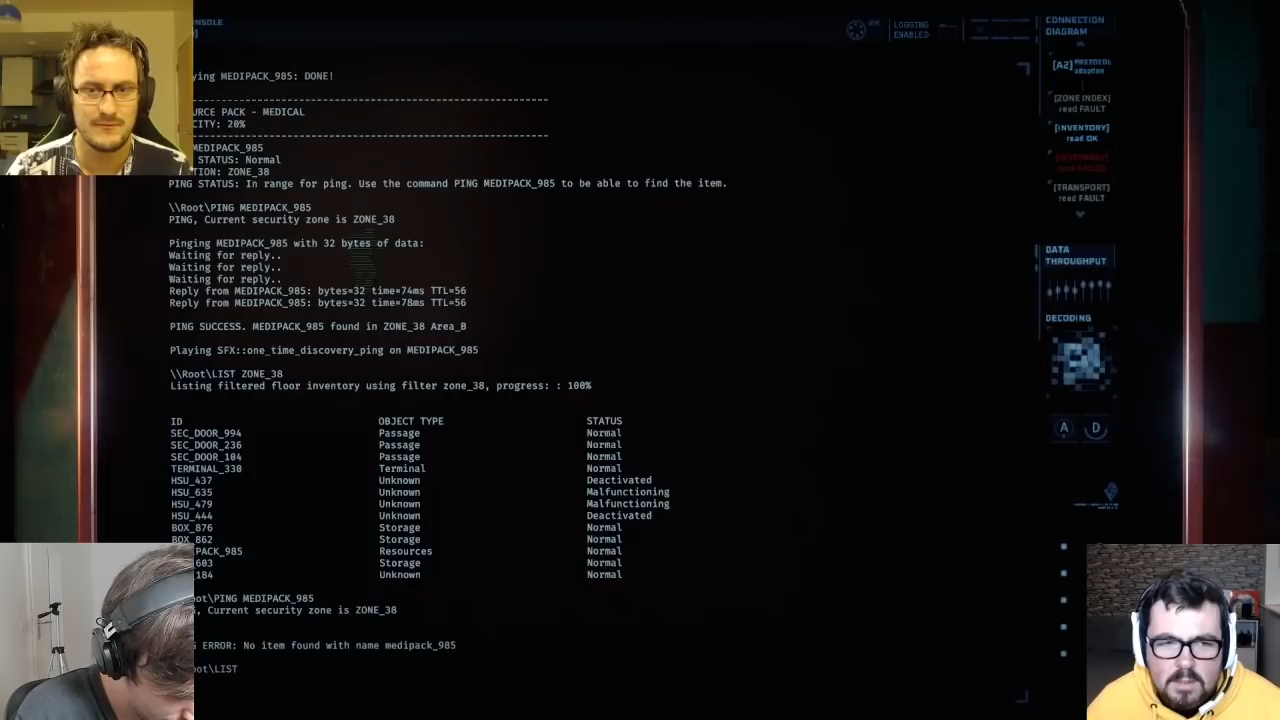 NSOLE
ying MEDIPACK_985: DONE!
----------------------------------------------------------------
URCE PACK - MEDICAL
CITY: 20%
----------------------------------------------------------------
MEDIPACK_985
STATUS: Normal
TION: ZONE_38
PING STATUS: In range for ping. Use the command PING MEDIPACK_985 to be able to find the item.
\\Root\PING MEDIPACK_985
PING, Current security zone is ZONE_38
Pinging MEDIPACK_985 with 32 bytes of data:
Waiting for reply..
Waiting for reply..
Waiting for reply..
Reply from MEDIPACK_985: bytes=32 time=74ms TTL=56
Reply from MEDIPACK_985: bytes=32 time=78ms TTL=56
PING SUCCESS. MEDIPACK_985 found in ZONE_38 Area_B
Playing SFX::one_time_discovery_ping on MEDIPACK_985
\\Root\LIST ZONE_38
Listing filtered floor inventory using filter zone_38, progress: : 100%
ID OBJECT TYPE STATUS
SEC_DOOR_994 Passage Normal
SEC_DOOR_236 Passage Normal
SEC_DOOR_104 Passage Normal
TERMINAL_330 Terminal Normal
HSU_437 Unknown Deactivated
HSU_635 Unknown Malfunctioning
HSU_479 Unknown Malfunctioning
HSU_444 Unknown Deactivated
BOX_876 Storage Normal
BOX_862 Storage Normal
PACK_985 Resources Normal
603 Storage Normal
184 Unknown Normal
ot\PING MEDIPACK_985
, Current security zone is ZONE_38
ERROR: No item found with name medipack_985
ot\LIST
LOGGING
ENABLED
CONNECTION
DIAGRAM
[A2] PROTOCOL
adoption
[ZONE INDEX]
read FAULT
[INVENTORY]
read OK
[TRANSPORT]
read FAULT
DATA
THROUGHPUT
DECODING
A D